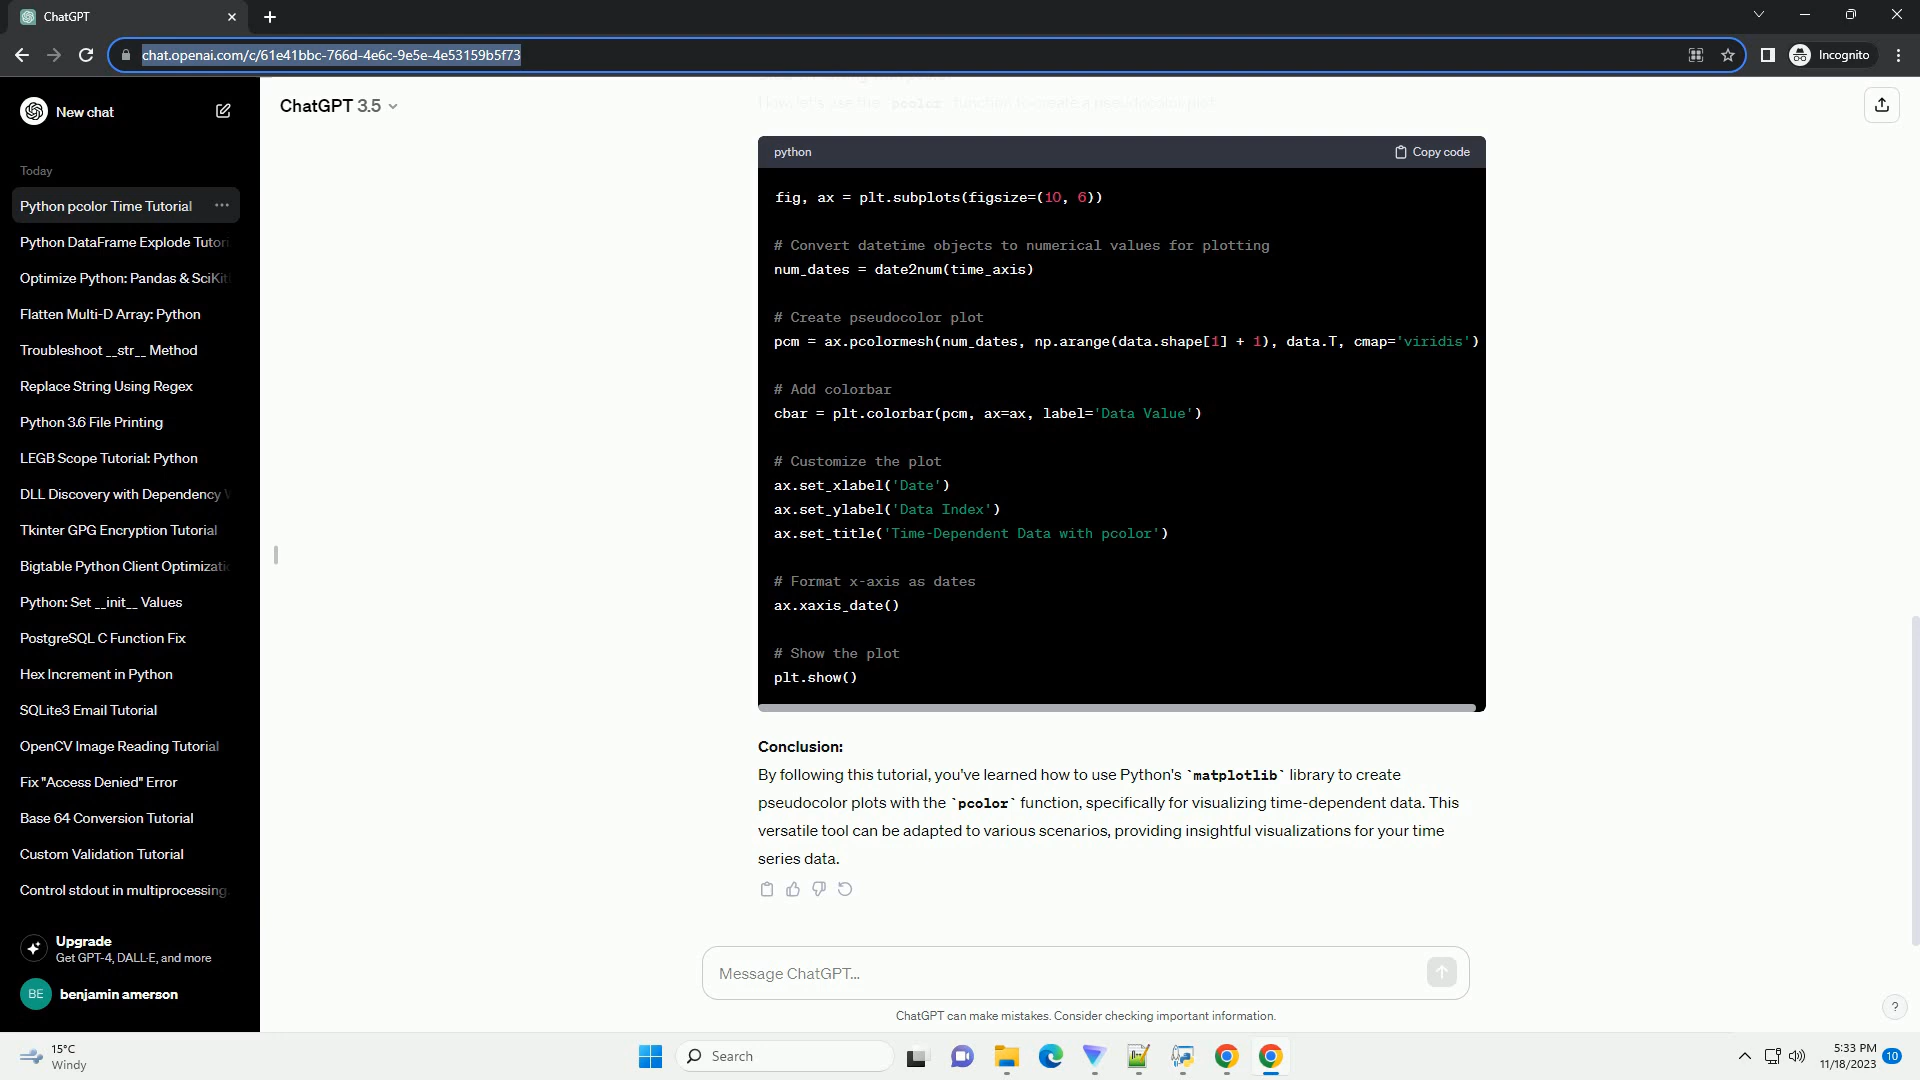 ChatGPT
chat.openai.com/c/61e41bbc-766d-4e6c-9e5e-4e53159b5f73
Incognito
New chat
ChatGPT 3.5
Today
Python pcolor Time Tutorial
Python DataFrame Explode Tutori
Optimize Python: Pandas & SciKit
Flatten Multi-D Array: Python
Troubleshoot __str__ Method
Replace String Using Regex
Python 3.6 File Printing
LEGB Scope Tutorial: Python
DLL Discovery with Dependency W
Tkinter GPG Encryption Tutorial
Bigtable Python Client Optimizatio
Python: Set __init__ Values
PostgreSQL C Function Fix
Hex Increment in Python
SQLite3 Email Tutorial
OpenCV Image Reading Tutorial
Fix "Access Denied" Error
Base 64 Conversion Tutorial
Custom Validation Tutorial
Control stdout in multiprocessing.
Upgrade
Get GPT-4, DALL·E, and more
BE
benjamin amerson
Now, let's use the `pcolor` function to create a pseudocolor plot
python
Copy code
fig, ax = plt.subplots(figsize=(10, 6))
# Convert datetime objects to numerical values for plotting
num_dates = date2num(time_axis)
# Create pseudocolor plot
pcm = ax.pcolormesh(num_dates, np.arange(data.shape[1] + 1), data.T, cmap='viridis')
# Add colorbar
cbar = plt.colorbar(pcm, ax=ax, label='Data Value')
# Customize the plot
ax.set_xlabel('Date')
ax.set_ylabel('Data Index')
ax.set_title('Time-Dependent Data with pcolor')
# Format x-axis as dates
ax.xaxis_date()
# Show the plot
plt.show()
Conclusion:
By following this tutorial, you've learned how to use Python's `matplotlib` library to create
pseudocolor plots with the `pcolor` function, specifically for visualizing time-dependent data. This
versatile tool can be adapted to various scenarios, providing insightful visualizations for your time
series data.
Message ChatGPT...
ChatGPT can make mistakes. Consider checking important information.
?
15°C
Windy
Search
5:33 PM
11/18/2023
10